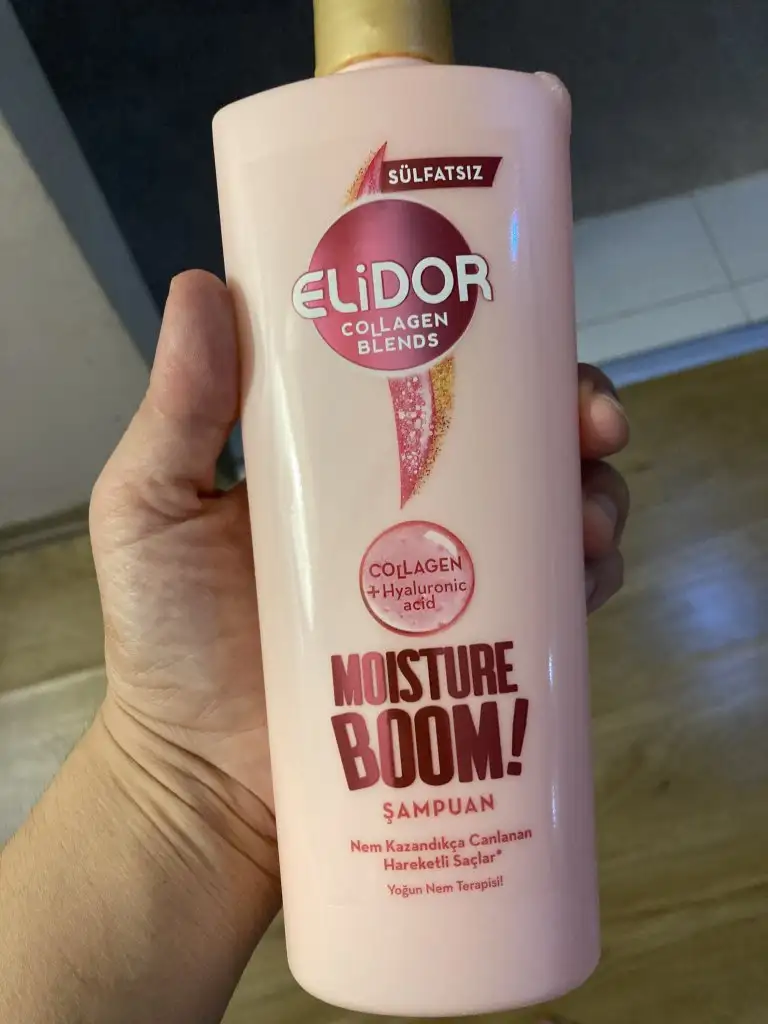 SÜLFATSIZ
ELiDOR
COLLAGEN
BLENDS
COLLAGEN
+Hyaluronic
acid
MOISTURE
BOOM!
ŞAMPUAN
Nem Kazandıkça Canlanan
Hareketli Saçlar*
Yoğun Nem Terapisi!